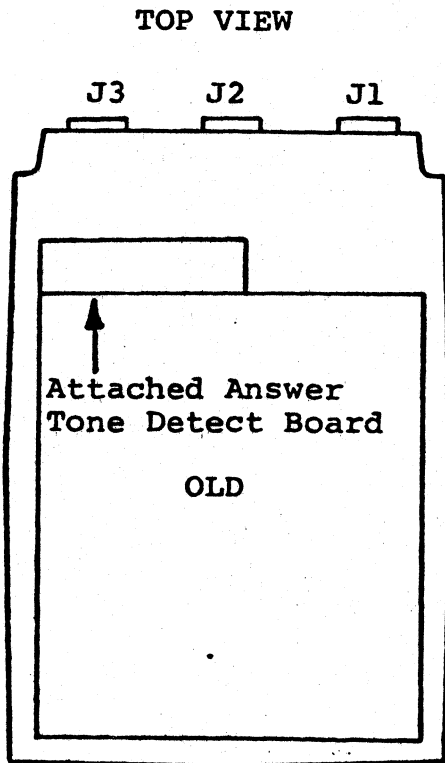 TOP VIEW
J3 J2 J1
Attached Answer
Tone Detect Board
OLD